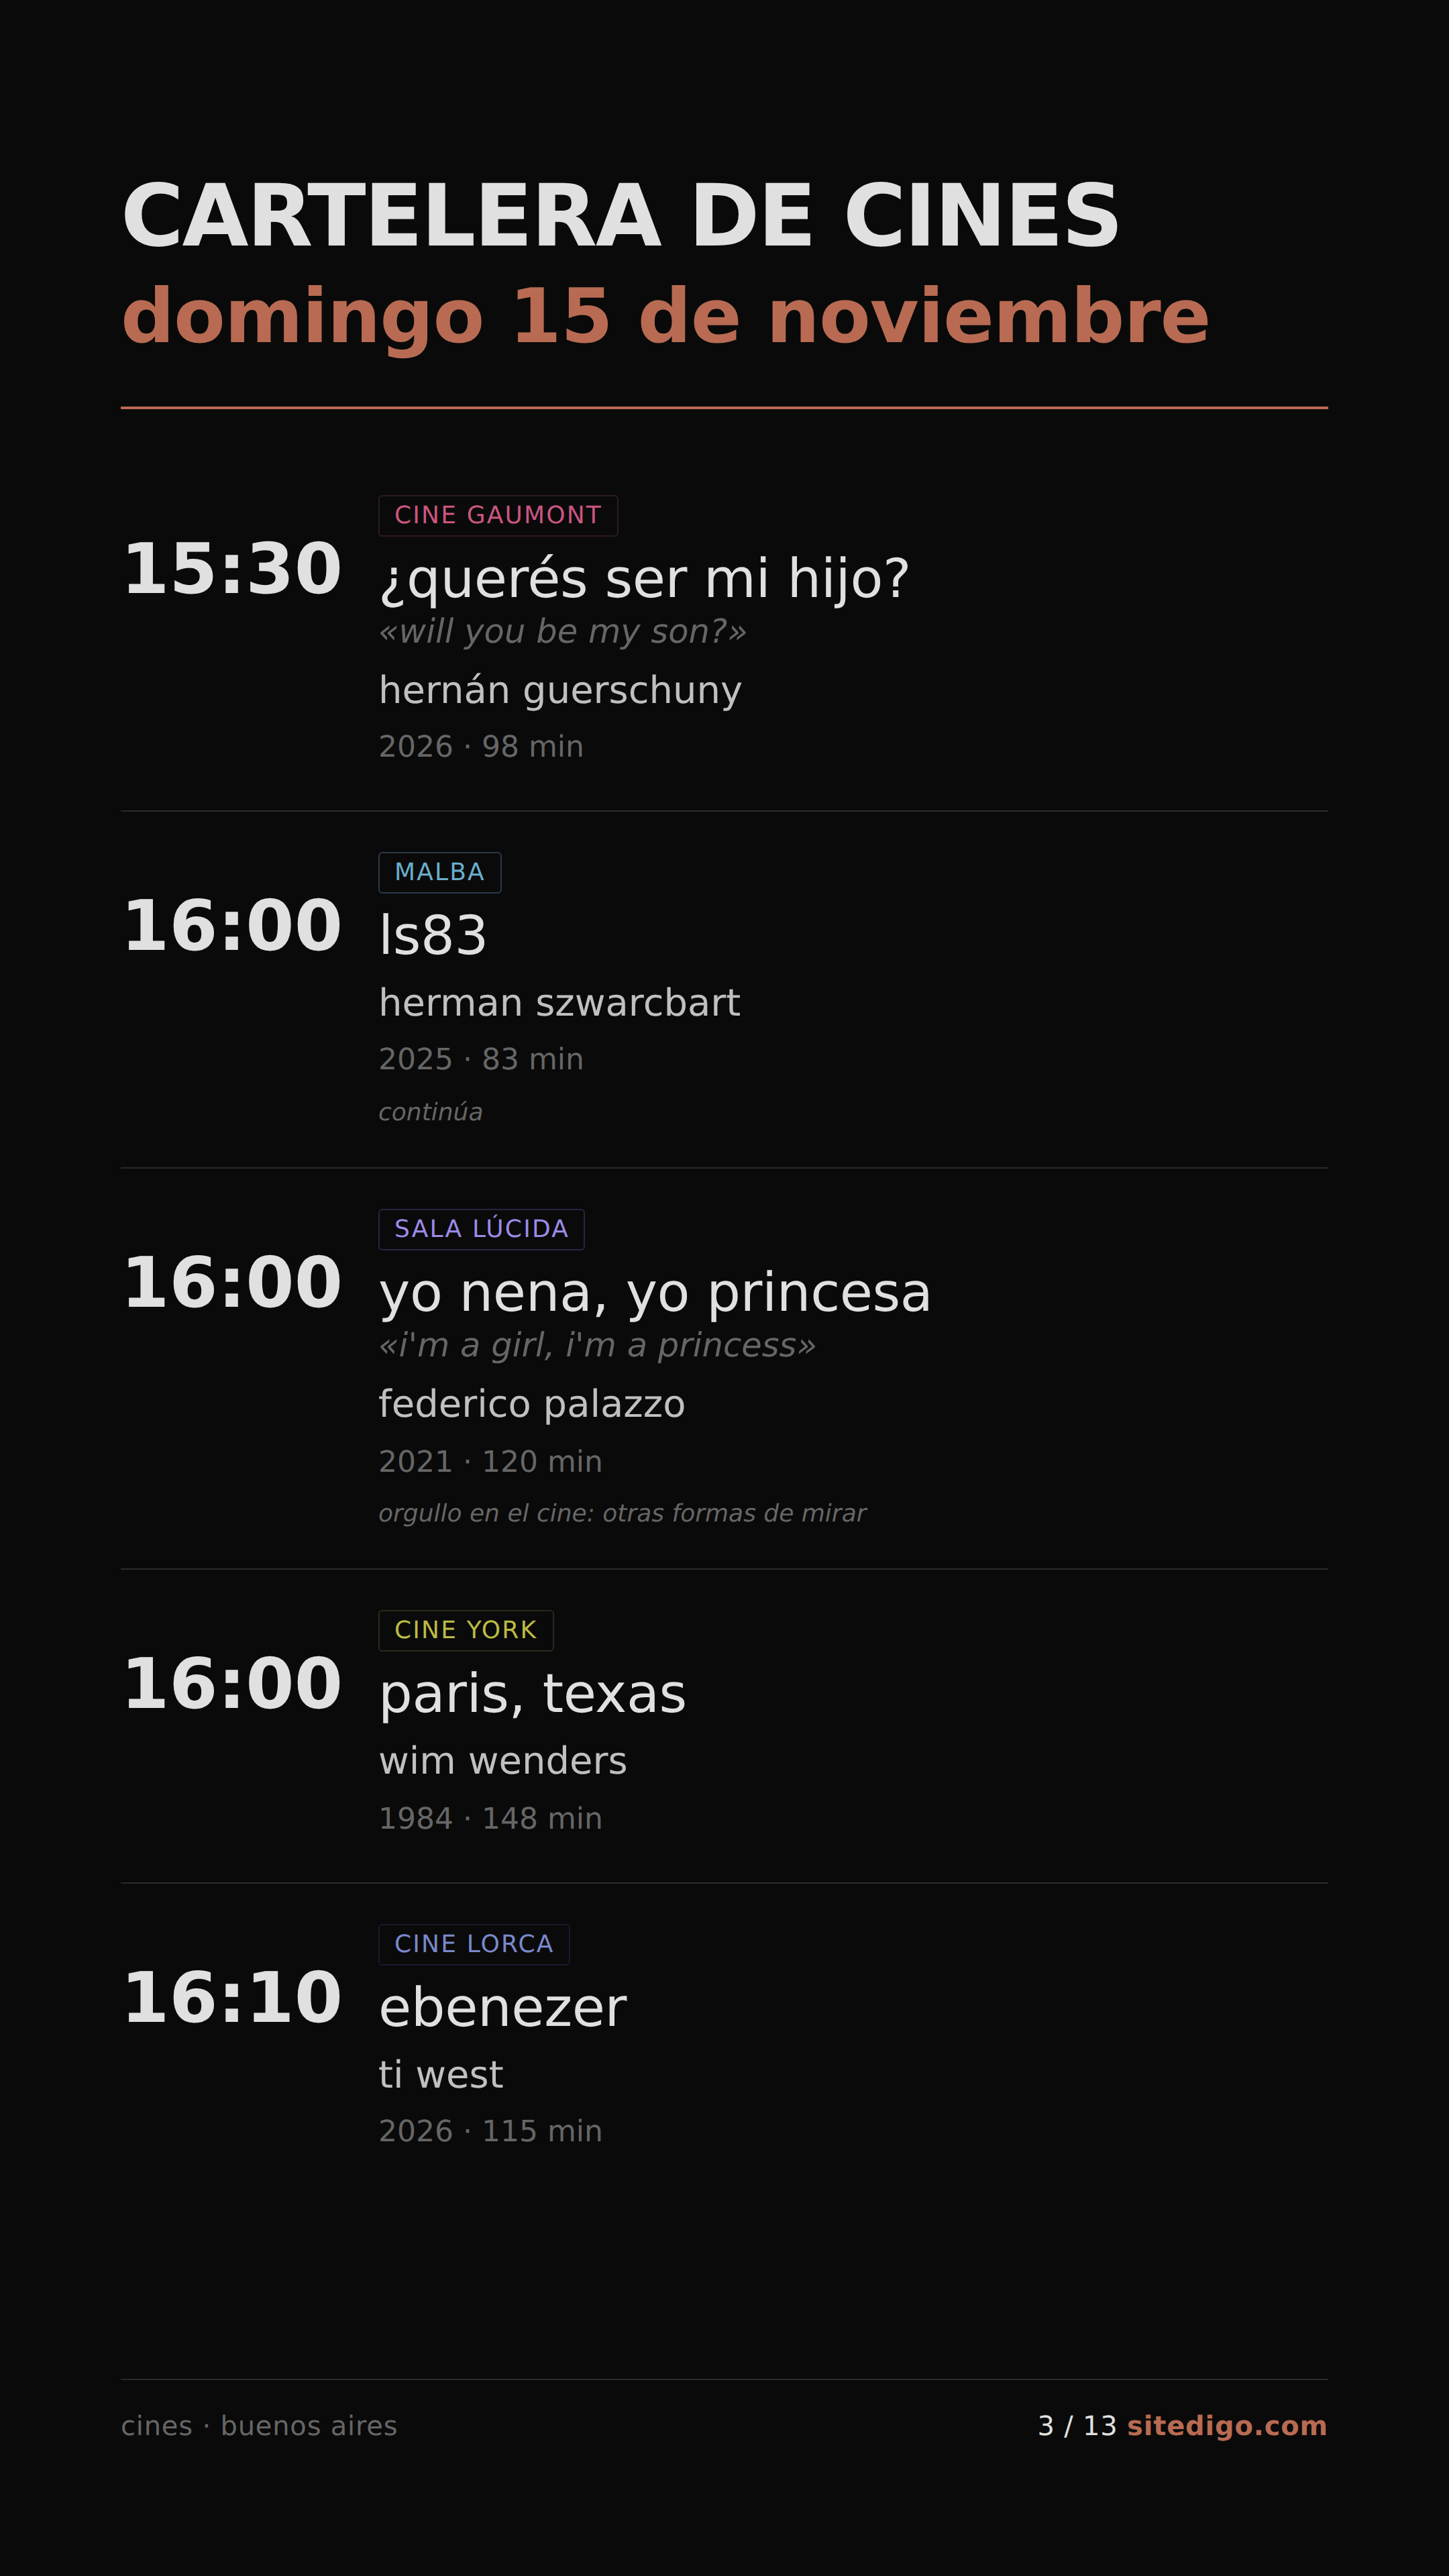 CARTELERA DE CINES
domingo 15 de noviembre
CINE GAUMONT
15:30
¿querés ser mi hijo?
«will you be my son?»
hernán guerschuny
2026 · 98 min
MALBA
16:00
ls83
herman szwarcbart
2025 · 83 min
continúa
SALA LÚCIDA
16:00
yo nena, yo princesa
«i'm a girl, i'm a princess»
federico palazzo
2021 · 120 min
orgullo en el cine: otras formas de mirar
CINE YORK
16:00
paris, texas
wim wenders
1984 · 148 min
CINE LORCA
16:10
ebenezer
ti west
2026 · 115 min
cines · buenos aires
3 / 13 sitedigo.com